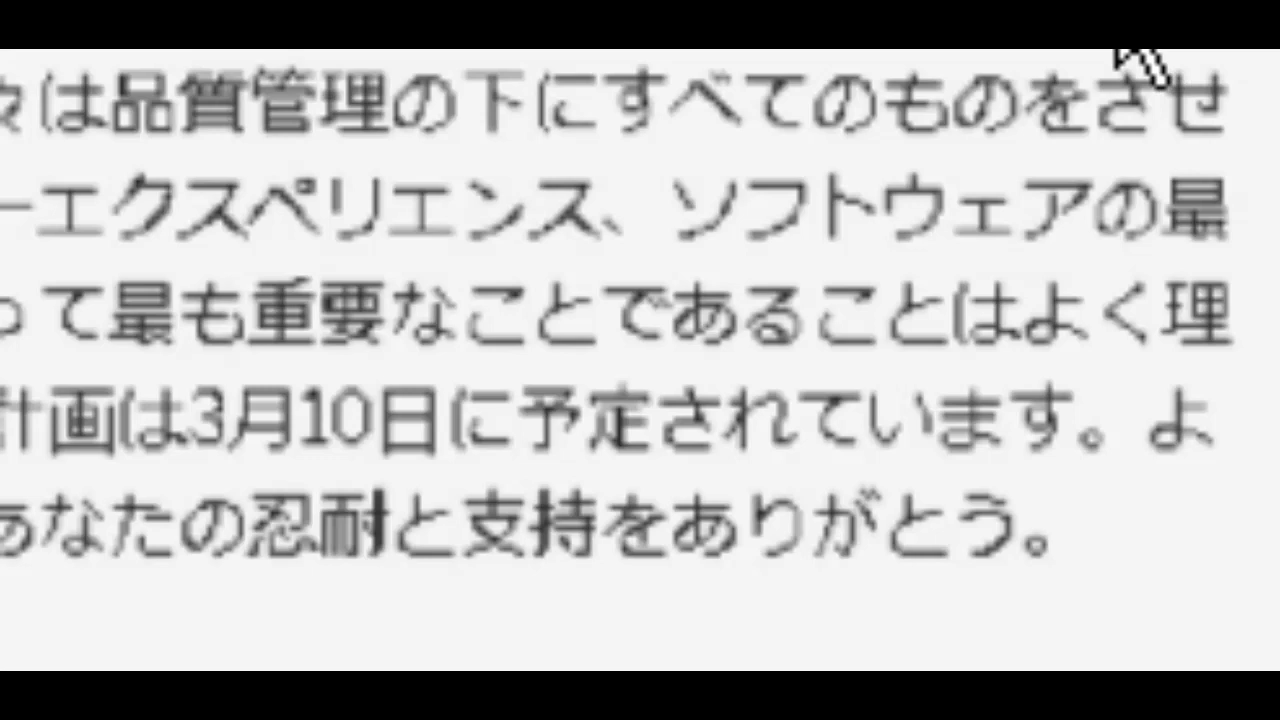 々は品質管理の下にすべてのものをさせ
ーエクスペリエンス、ソフトウェアの最
って最も重要なことであることはよく理
計画は3月10日に予定されています。よ
あなたの忍耐と支持をありがとう。